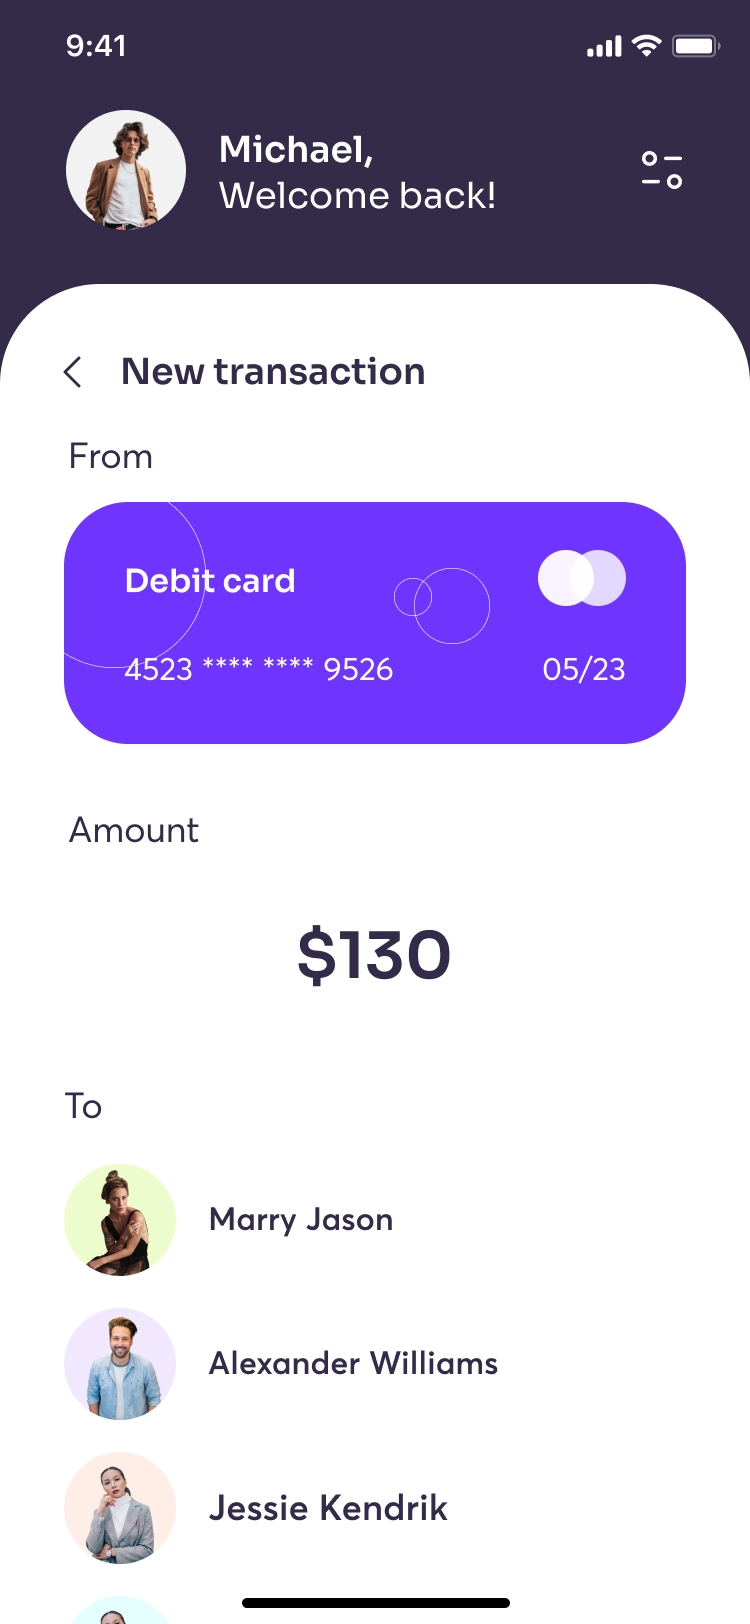 9:41
Michael,
Welcome back!
New transaction
From
Debit card
4523 **** **** 9526
05/23
Amount
$130
To
Marry Jason
Alexander Williams
Jessie Kendrik